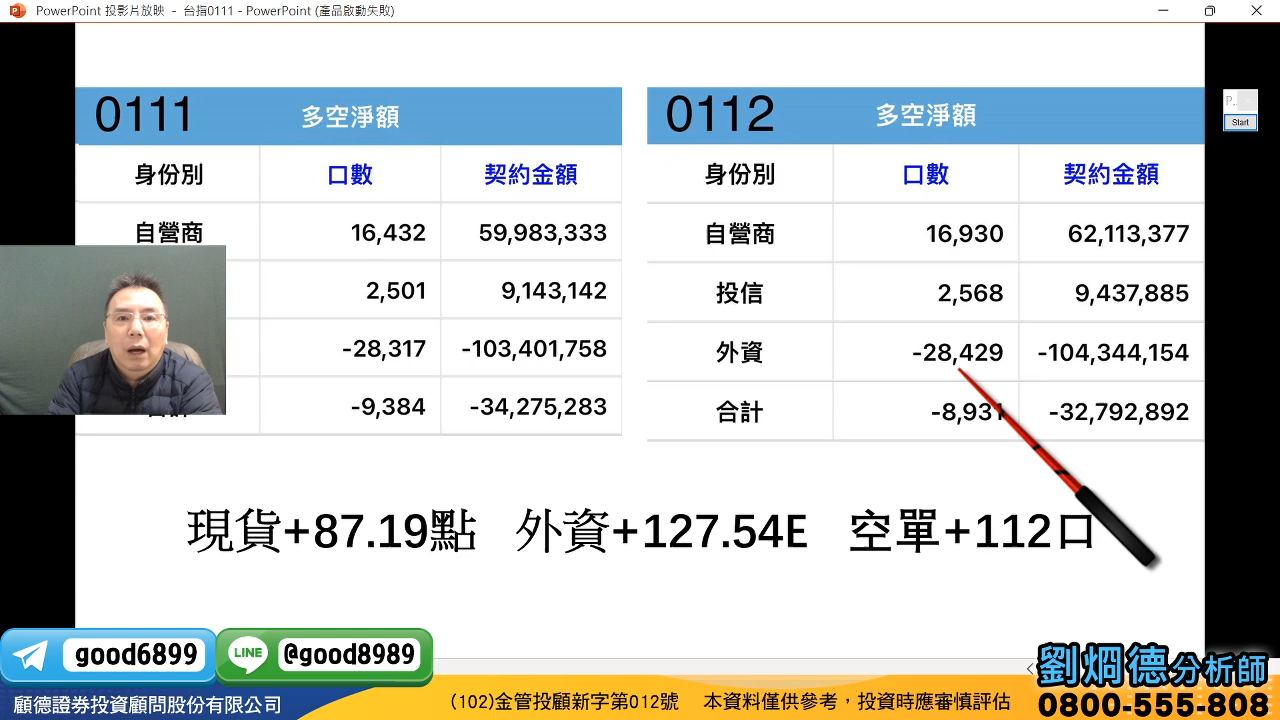 PowerPoint 投影片放映 - 台指0111 - PowerPoint (產品啟動失敗)
0111 多空淨額
身份別 口數 契約金額
自營商 16,432 59,983,333
2,501 9,143,142
-28,317 -103,401,758
-9,384 -34,275,283
0112 多空淨額
身份別 口數 契約金額
自營商 16,930 62,113,377
投信 2,568 9,437,885
外資 -28,429 -104,344,154
合計 -8,931 -32,792,892
P..
Start
現貨+87.19點 外資+127.54E 空單+112口
good6899
LINE @good8989
劉烱德分析師
0800-555-808
顧德證券投資顧問股份有限公司
(102)金管投顧新字第012號 本資料僅供參考，投資時應審慎評估